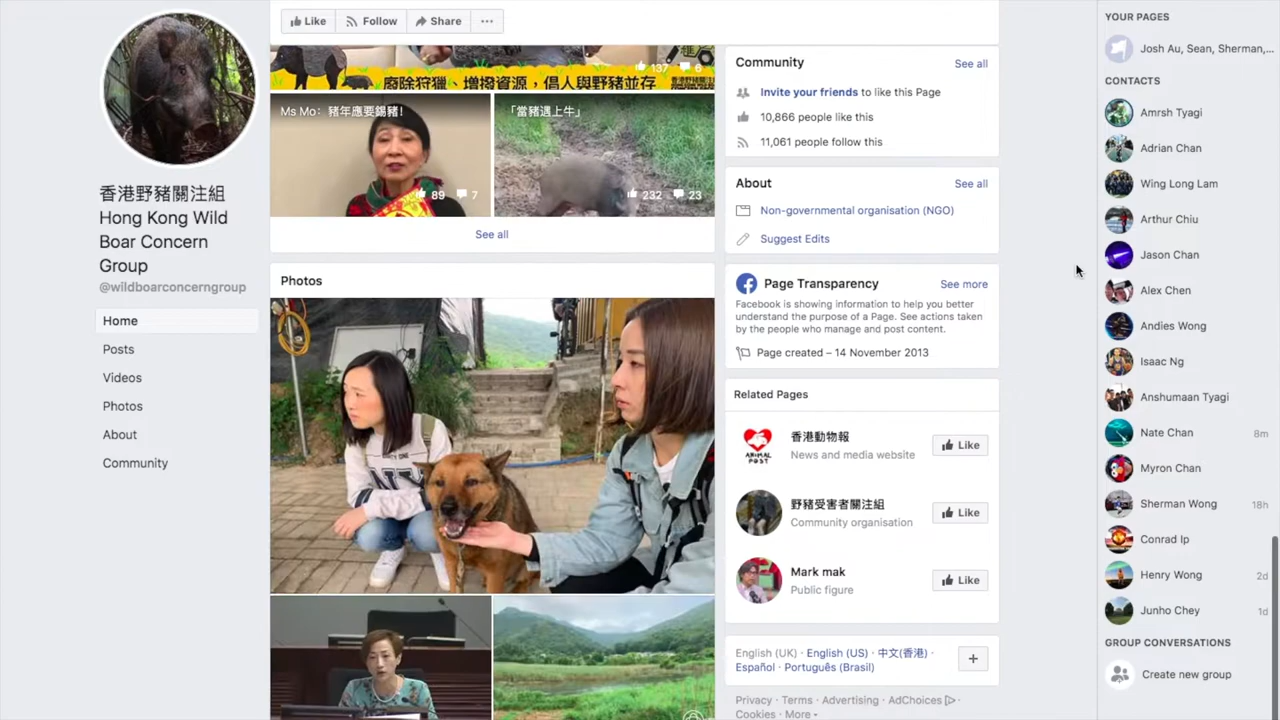 Like
Follow
Share
廢除狩獵、增撥資源，倡人與野豬並存
137
6
Ms Mo：豬年應要錫豬！
「當豬遇上牛」
89
7
232
23
See all
香港野豬關注組
Hong Kong Wild
Boar Concern
Group
@wildboarconcerngroup
Home
Posts
Videos
Photos
About
Community
Photos
Community
See all
Invite your friends to like this Page
10,866 people like this
11,061 people follow this
About
See all
Non-governmental organisation (NGO)
Suggest Edits
Page Transparency
See more
Facebook is showing information to help you better
understand the purpose of a Page. See actions taken
by the people who manage and post content.
Page created – 14 November 2013
Related Pages
香港動物報
News and media website
Like
ANIMAL
POST
野豬受害者關注組
Community organisation
Like
Mark mak
Public figure
Like
English (UK) · English (US) · 中文(香港) ·
Español · Português (Brasil)
Privacy · Terms · Advertising · AdChoices ·
Cookies · More
YOUR PAGES
Josh Au, Sean, Sherman,...
CONTACTS
Amrsh Tyagi
Adrian Chan
Wing Long Lam
Arthur Chiu
Jason Chan
Alex Chen
Andies Wong
Isaac Ng
Anshumaan Tyagi
Nate Chan 8m
Myron Chan
Sherman Wong 18h
Conrad Ip
Henry Wong 2d
Junho Chey 1d
GROUP CONVERSATIONS
Create new group